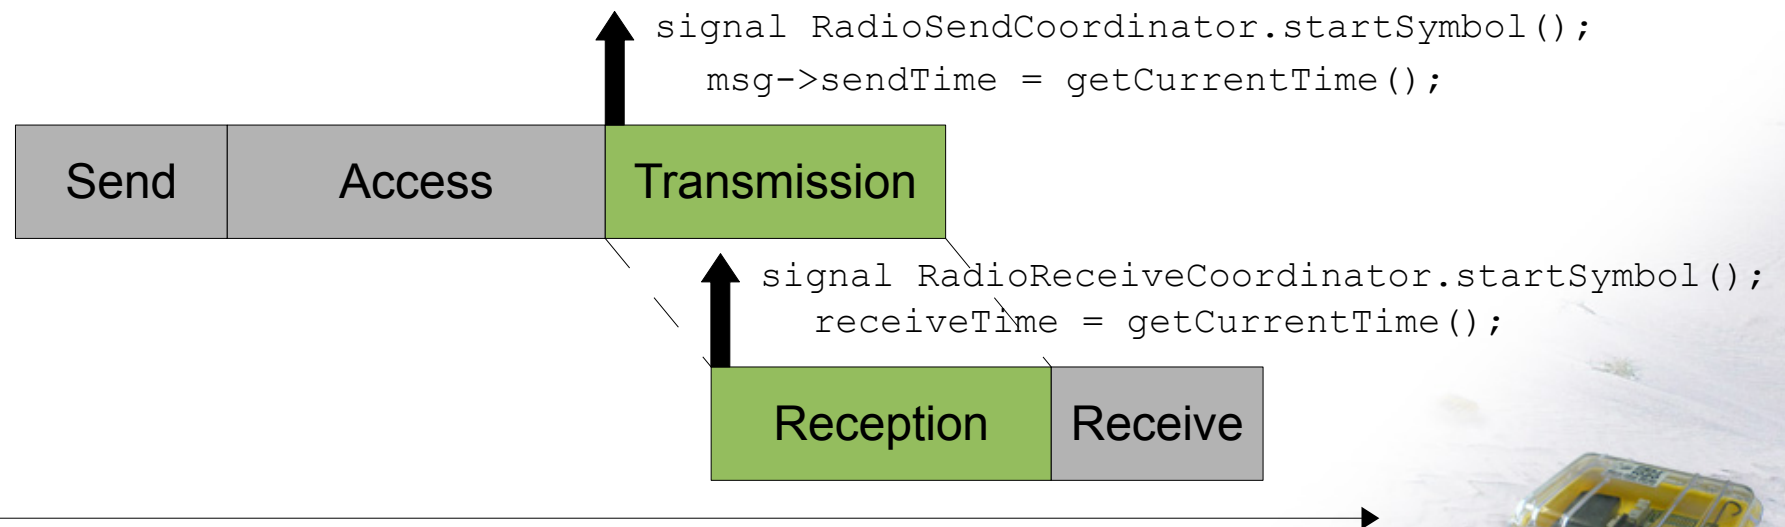 signal RadioSendCoordinator.startSymbol();
msg->sendTime = getCurrentTime();
Send Access Transmission
signal RadioReceiveCoordinator.startSymbol();
receiveTime = getCurrentTime();
Reception Receive